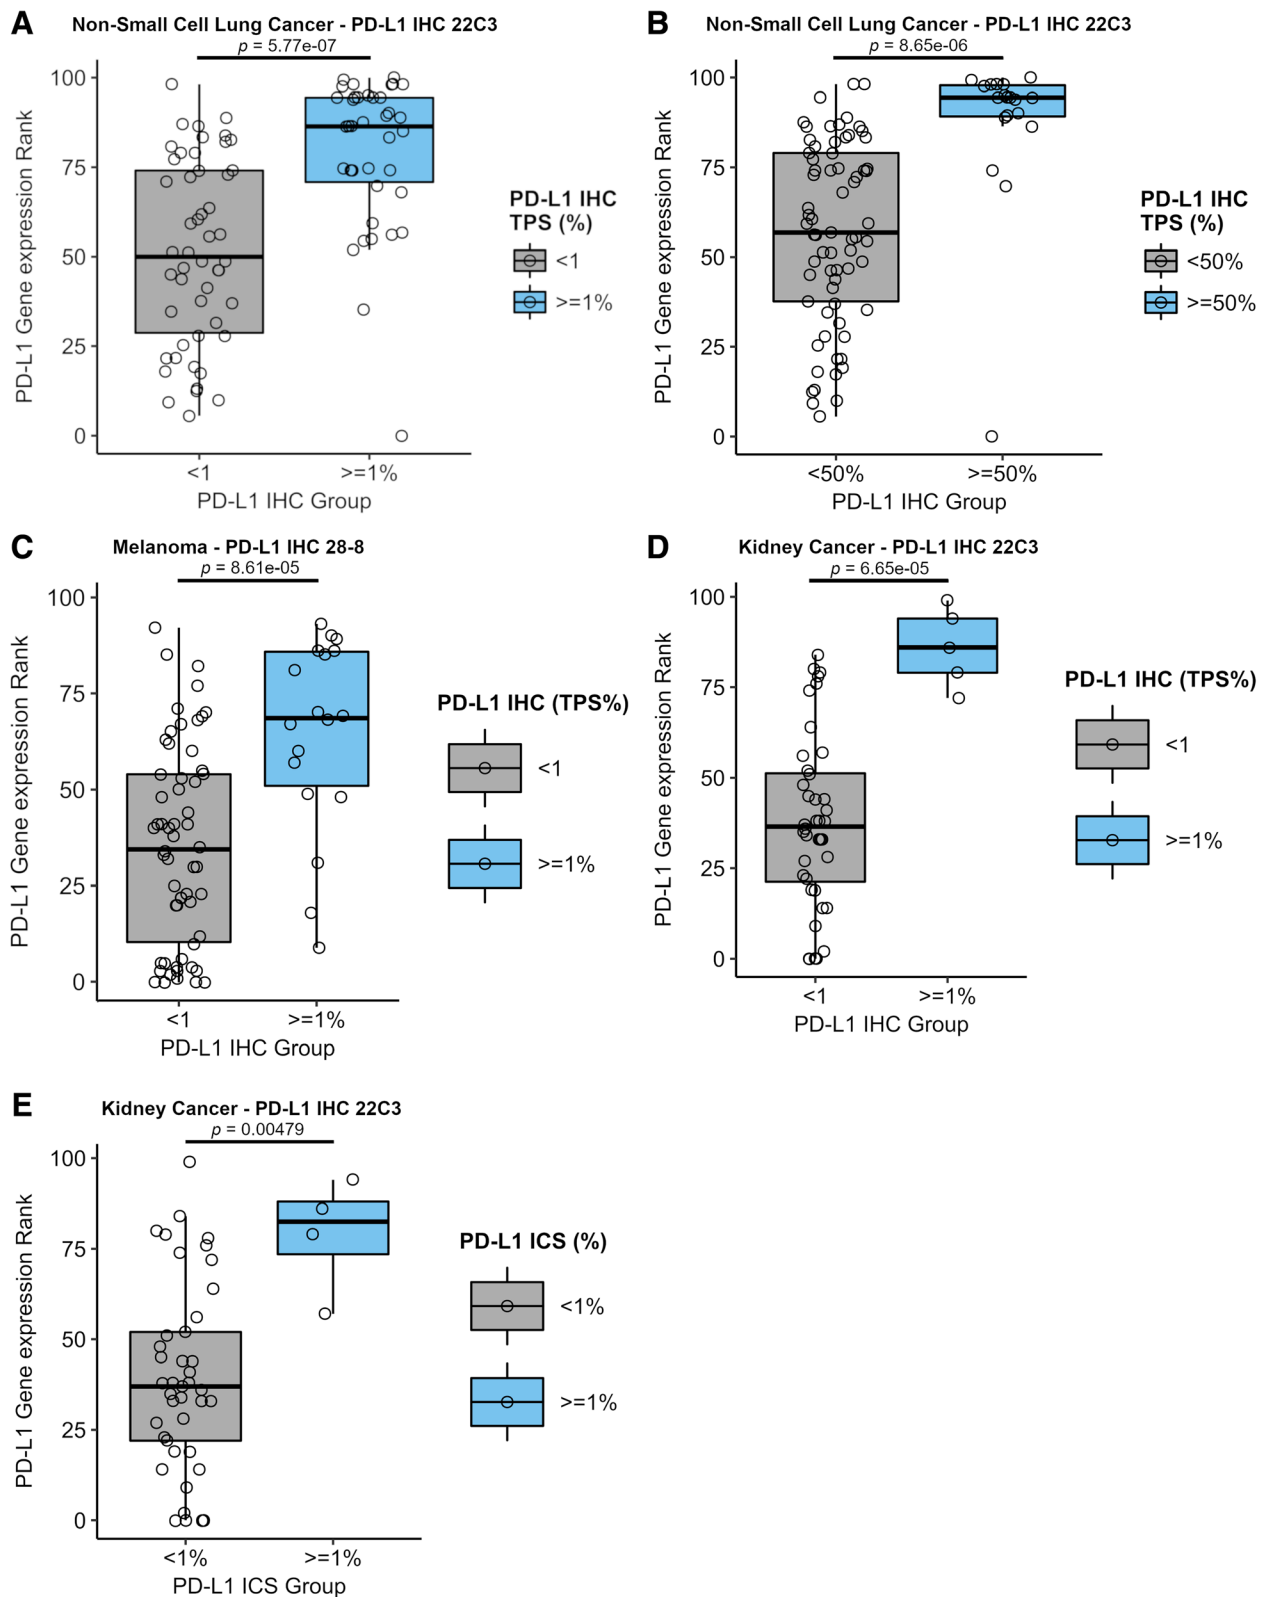 A
Non-Small Cell Lung Cancer - PD-L1 IHC 22C3
p = 5.77e-07
PD-L1 Gene expression Rank
100
75
50
25
0
<1
>=1%
PD-L1 IHC Group
PD-L1 IHC
TPS (%)
<1
>=1%
B
Non-Small Cell Lung Cancer - PD-L1 IHC 22C3
p = 8.65e-06
PD-L1 Gene expression Rank
100
75
50
25
0
<50%
>=50%
PD-L1 IHC Group
PD-L1 IHC
TPS (%)
<50%
>=50%
C
Melanoma - PD-L1 IHC 28-8
p = 8.61e-05
PD-L1 Gene expression Rank
100
75
50
25
0
<1
>=1%
PD-L1 IHC Group
PD-L1 IHC (TPS%)
<1
>=1%
D
Kidney Cancer - PD-L1 IHC 22C3
p = 6.65e-05
PD-L1 Gene expression Rank
100
75
50
25
0
<1
>=1%
PD-L1 IHC Group
PD-L1 IHC (TPS%)
<1
>=1%
E
Kidney Cancer - PD-L1 IHC 22C3
p = 0.00479
PD-L1 Gene expression Rank
100
75
50
25
0
<1%
>=1%
PD-L1 ICS Group
PD-L1 ICS (%)
<1%
>=1%